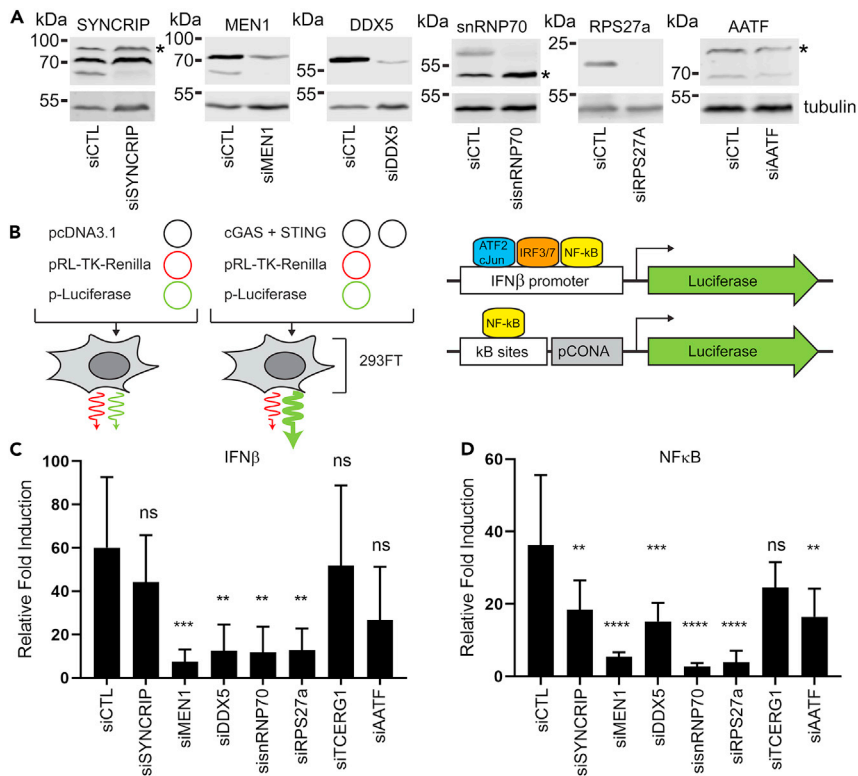 A
SYNCRIP
MEN1
DDX5
snRNP70
RPS27a
AATF
kDa
100
70
55
*
siCTL
siSYNCRIP
kDa
100
70
55
siCTL
siMEN1
kDa
55
55
siCTL
siDDX5
kDa
55
55
*
siCTL
sisnRNP70
kDa
25
55
siCTL
siRPS27A
kDa
70
55
*
tubulin
siCTL
siAATF
B
pcDNA3.1
pRL-TK-Renilla
p-Luciferase
cGAS + STING
pRL-TK-Renilla
p-Luciferase
293FT
ATF2
cJun
IRF3/7
NF-kB
IFNβ promoter
Luciferase
NF-kB
kB sites
pCONA
Luciferase
C
IFNβ
Relative Fold Induction
100
80
60
40
20
0
ns
***
**
**
**
ns
ns
siCTL
siSYNCRIP
siMEN1
siDDX5
sisnRNP70
siRPS27a
siTCERG1
siAATF
D
NFκB
Relative Fold Induction
60
40
20
0
**
****
***
****
****
ns
**
siCTL
siSYNCRIP
siMEN1
siDDX5
sisnRNP70
siRPS27a
siTCERG1
siAATF